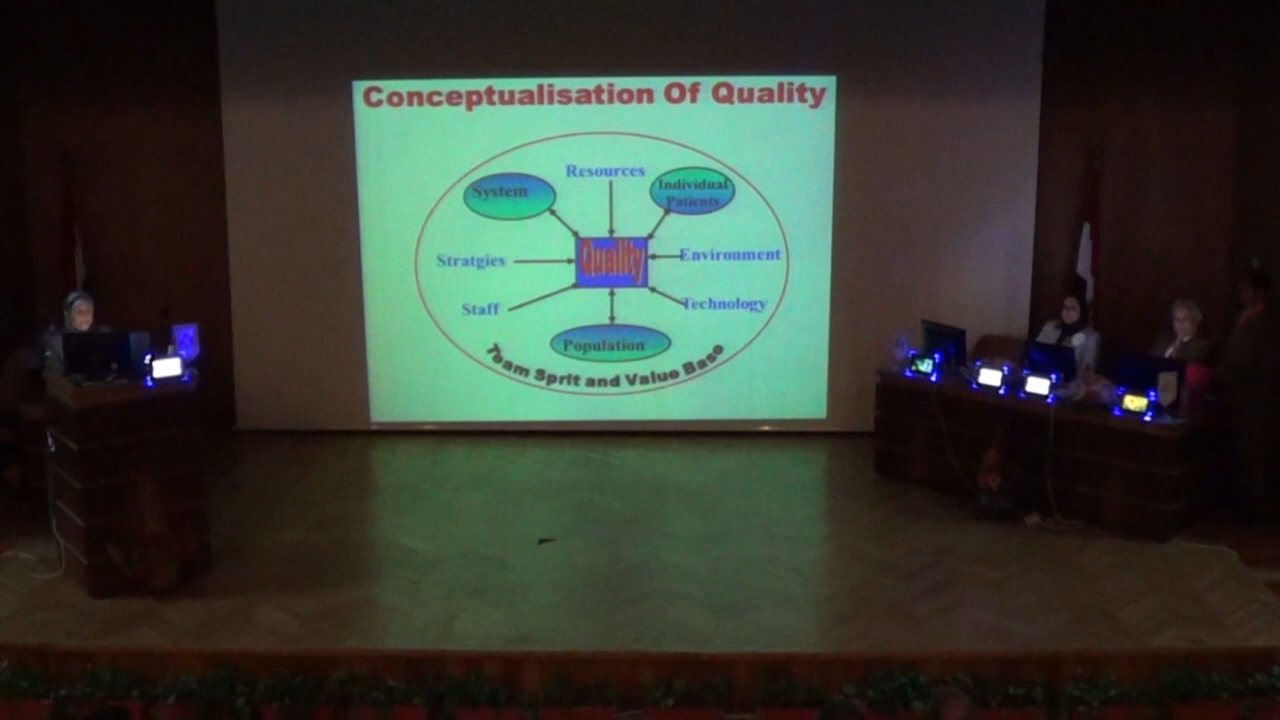 Conceptualisation Of Quality
Resources
System
Individual
Patients
Quality
Stratgies
Environment
Staff
Technology
Population
Team Sprit and Value Base